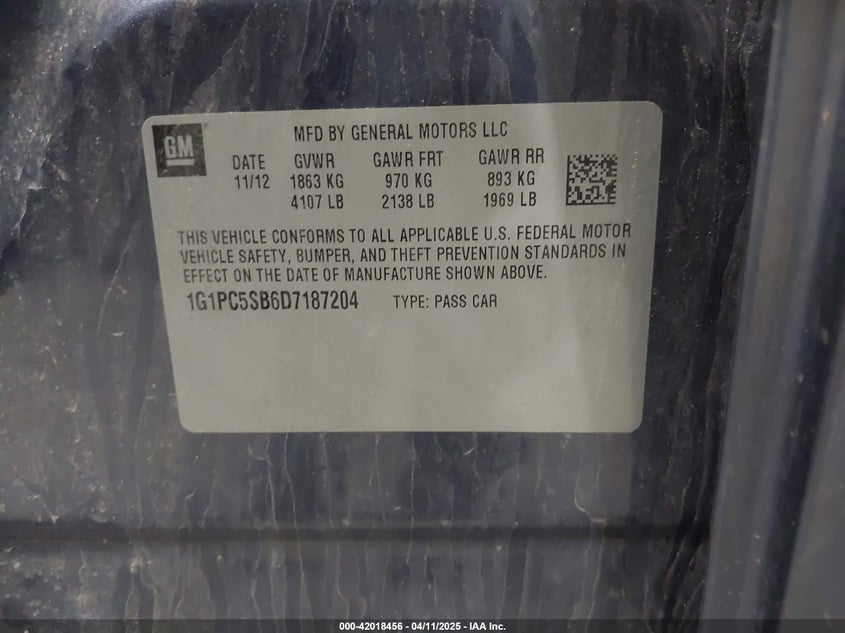 GM
MFD BY GENERAL MOTORS LLC
DATE GVWR GAWR FRT GAWR RR
11/12 1863 KG 970 KG 893 KG
4107 LB 2138 LB 1969 LB
THIS VEHICLE CONFORMS TO ALL APPLICABLE U.S. FEDERAL MOTOR
VEHICLE SAFETY, BUMPER, AND THEFT PREVENTION STANDARDS IN
EFFECT ON THE DATE OF MANUFACTURE SHOWN ABOVE.
1G1PC5SB6D7187204 TYPE: PASS CAR
000-42018456 - 04/11/2025 - IAA Inc.